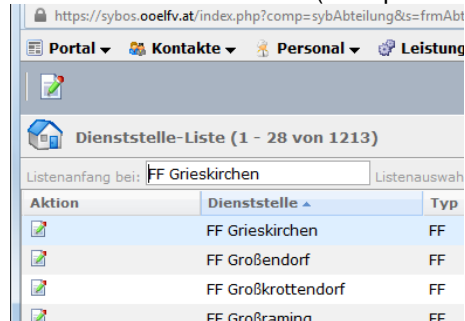 https://sybos.ooelfv.at/index.php?comp=sybAbteilung&s=frmAbt
Portal Kontakte Personal Leistung
Dienststelle-Liste (1 - 28 von 1213)
Listenanfang bei: FF Grieskirchen Listenauswah
Aktion Dienststelle Typ
FF Grieskirchen FF
FF Großendorf FF
FF Großkrottendorf FF
FF Großraming FF